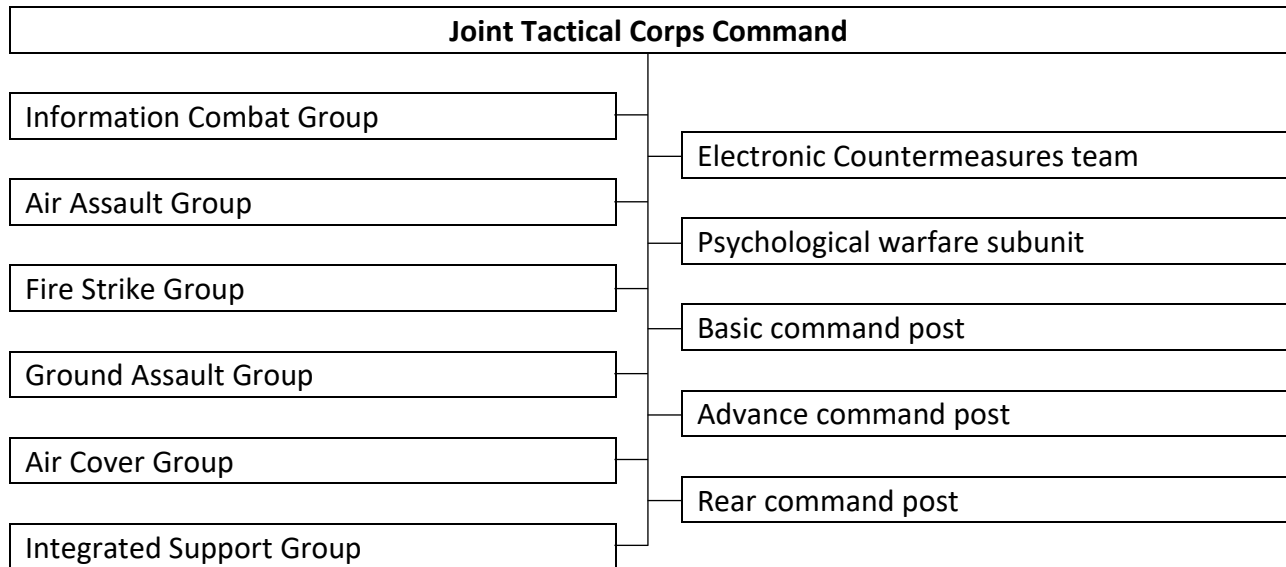 Joint Tactical Corps Command
Information Combat Group
Electronic Countermeasures team
Air Assault Group
Psychological warfare subunit
Fire Strike Group
Basic command post
Ground Assault Group
Advance command post
Air Cover Group
Rear command post
Integrated Support Group